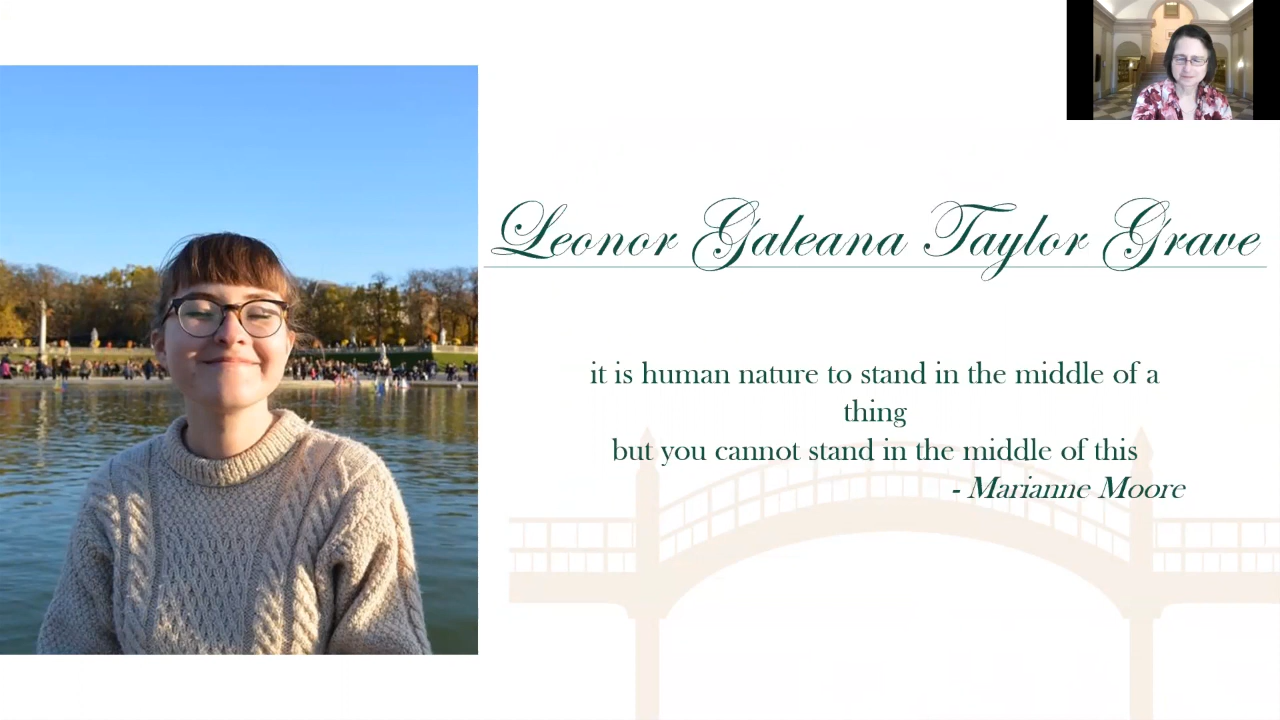 Leonor Galeana Taylor Grave
it is human nature to stand in the middle of a
thing
but you cannot stand in the middle of this
- Marianne Moore